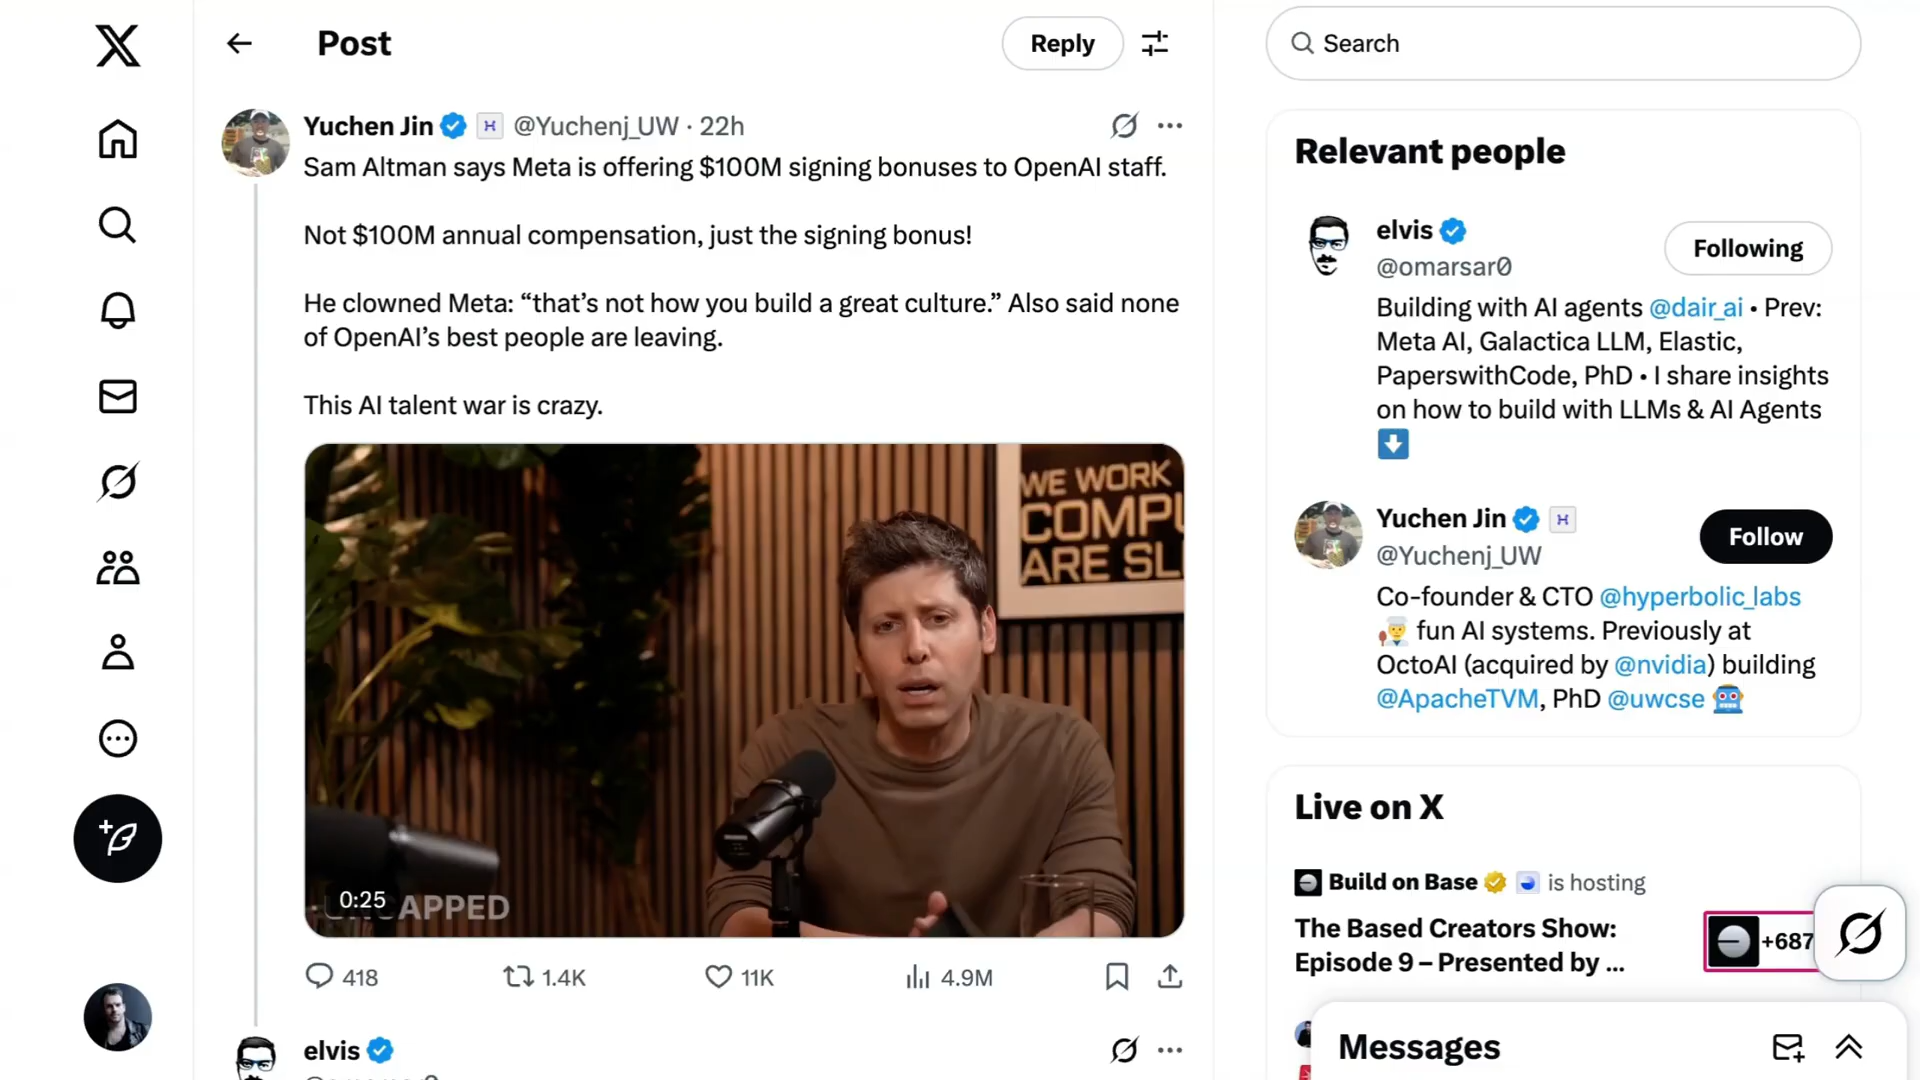 Post
Reply
Search
Yuchen Jin @Yuchenj_UW · 22h
Sam Altman says Meta is offering $100M signing bonuses to OpenAI staff.
Not $100M annual compensation, just the signing bonus!
He clowned Meta: “that’s not how you build a great culture.” Also said none
of OpenAI’s best people are leaving.
This AI talent war is crazy.
WE WORK
COMPU
ARE SL
0:25
APPED
418
1.4K
11K
4.9M
elvis
Relevant people
elvis
@omarsar0
Following
Building with AI agents @dair_ai • Prev:
Meta AI, Galactica LLM, Elastic,
PaperswithCode, PhD • I share insights
on how to build with LLMs & AI Agents
⬇️
Yuchen Jin
@Yuchenj_UW
Follow
Co-founder & CTO @hyperbolic_labs
👨‍🍳 fun AI systems. Previously at
OctoAI (acquired by @nvidia) building
@ApacheTVM, PhD @uwcse 🤖
Live on X
Build on Base is hosting
The Based Creators Show:
Episode 9 – Presented by ...
+687
Messages